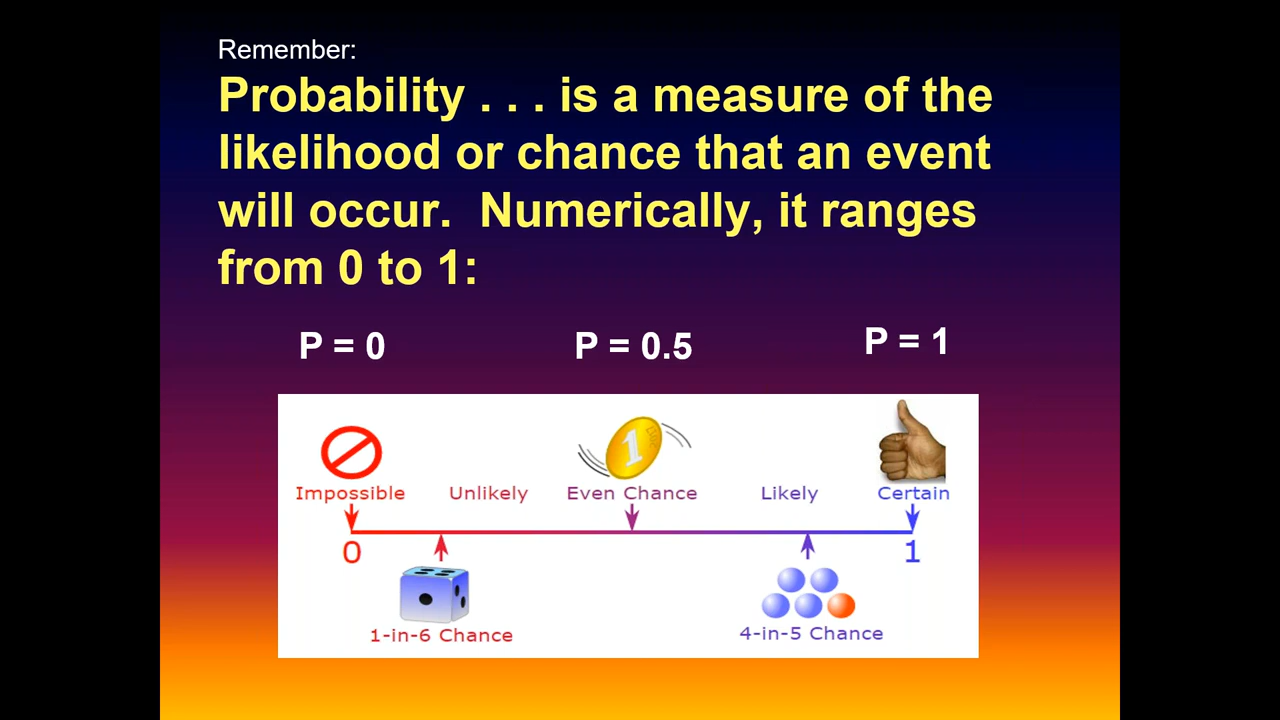 Remember:
Probability . . . is a measure of the
likelihood or chance that an event
will occur.  Numerically, it ranges
from 0 to 1:
P = 0
P = 0.5
P = 1
1
Impossible
Unlikely
Even Chance
Likely
Certain
0
1
1-in-6 Chance
4-in-5 Chance